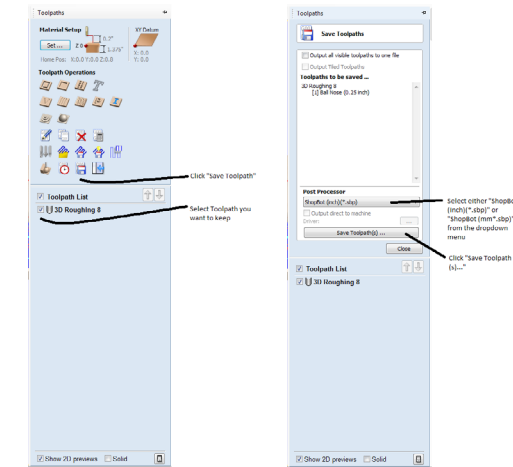 Toolpaths
Material Setup
Set ...
Z 0
0.2"
1.375"
Home Pos: X:0.0 Y:0.0 Z:0.0
XY Datum
X: 0.0
Y: 0.0
Toolpath Operations
Click "Save Toolpath"
Toolpath List
3D Roughing 8
Select Toolpath you
want to keep
Show 2D previews
Solid
Toolpaths
Save Toolpaths
Output all visible toolpaths to one file
Output Tiled Toolpaths
Toolpaths to be saved ...
3D Roughing 8
[1] Ball Nose (0.25 inch)
Post Processor
ShopBot (inch)(*.sbp)
Output direct to machine
Driver:
...
Save Toolpath(s) ...
Close
Select either "ShopBo
(inch)(*.sbp)" or
"ShopBot (mm*.sbp)"
from the dropdown
menu
Click "Save Toolpath
(s)..."
Toolpath List
3D Roughing 8
Show 2D previews
Solid